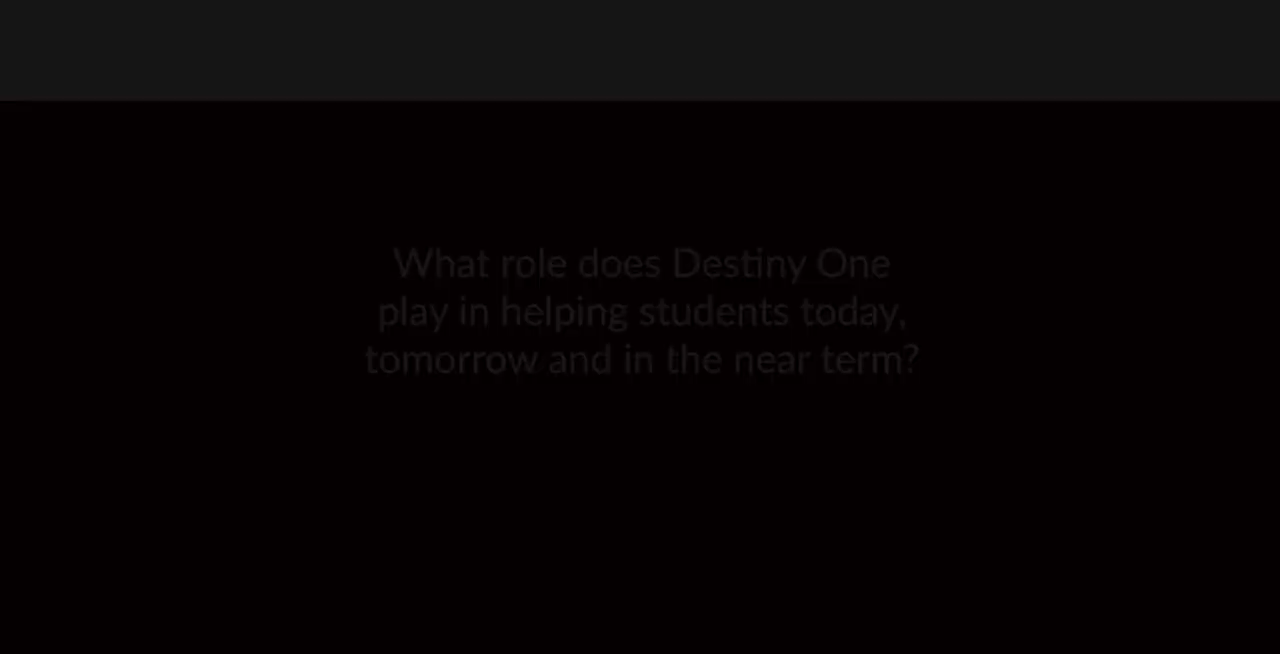 What role does Destiny One
play in helping students today,
tomorrow and in the near term?